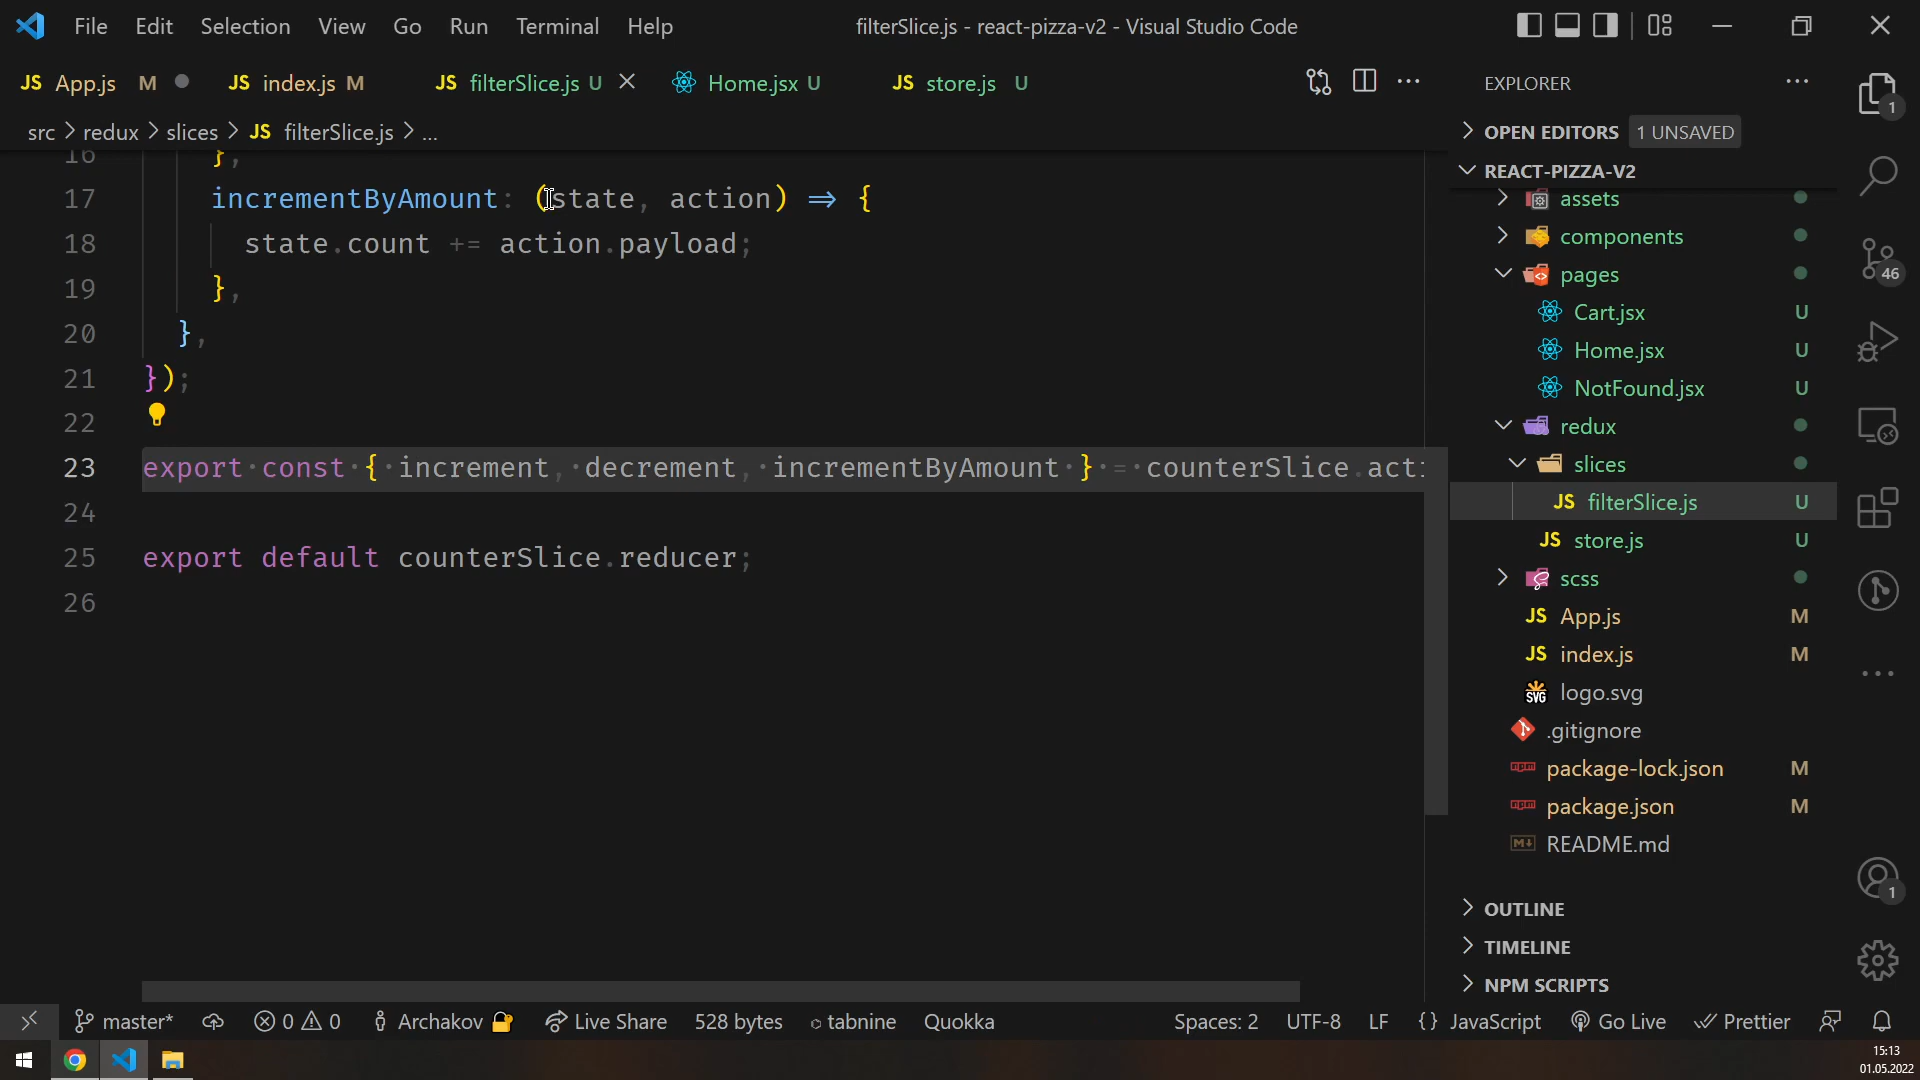 File Edit Selection View Go Run Terminal Help
filterSlice.js - react-pizza-v2 - Visual Studio Code
JS App.js M
JS index.js M
JS filterSlice.js U
Home.jsx U
JS store.js U
src > redux > slices > JS filterSlice.js > ...
16 },
17 incrementByAmount: (state, action) => {
18 state.count += action.payload;
19 },
20 },
21 });
22
23 export const { increment, decrement, incrementByAmount } = counterSlice.acti
24
25 export default counterSlice.reducer;
26
EXPLORER
OPEN EDITORS 1 UNSAVED
REACT-PIZZA-V2
assets
components
pages
Cart.jsx U
Home.jsx U
NotFound.jsx U
redux
slices
JS filterSlice.js U
JS store.js U
scss
JS App.js M
JS index.js M
SVG logo.svg
.gitignore
package-lock.json M
package.json M
README.md
OUTLINE
TIMELINE
NPM SCRIPTS
1
46
1
master* 0 0 Archakov Live Share 528 bytes tabnine Quokka
Spaces: 2 UTF-8 LF {} JavaScript Go Live Prettier
15:13
01.05.2022